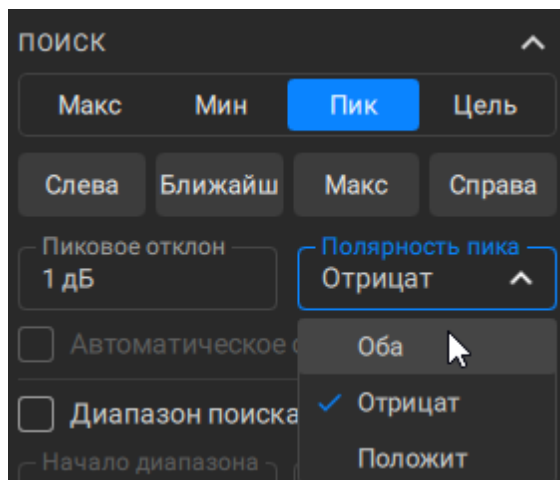 ПОИСК
Макс Мин Пик Цель
Слева Ближайш Макс Справа
Пиковое отклон Полярность пика
1 дБ Отрицат
Автоматическое
Оба
Отрицат
Диапазон поиска
Положит
Начало диапазона